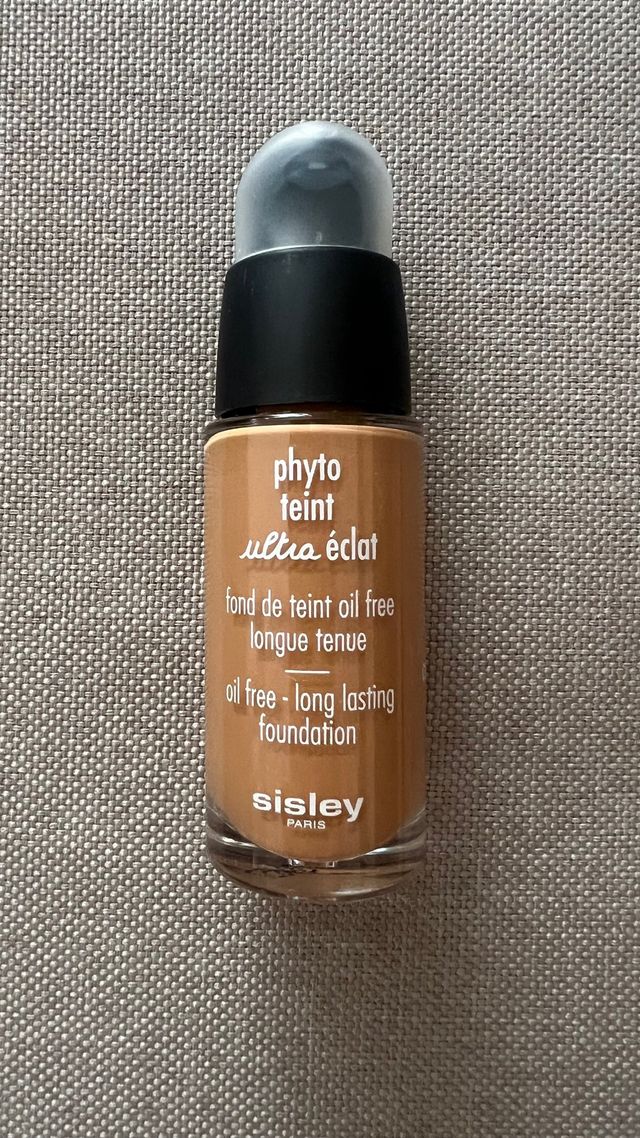 phyto
teint
ultra éclat
fond de teint oil free
longue tenue
oil free - long lasting
foundation
sisley
PARIS